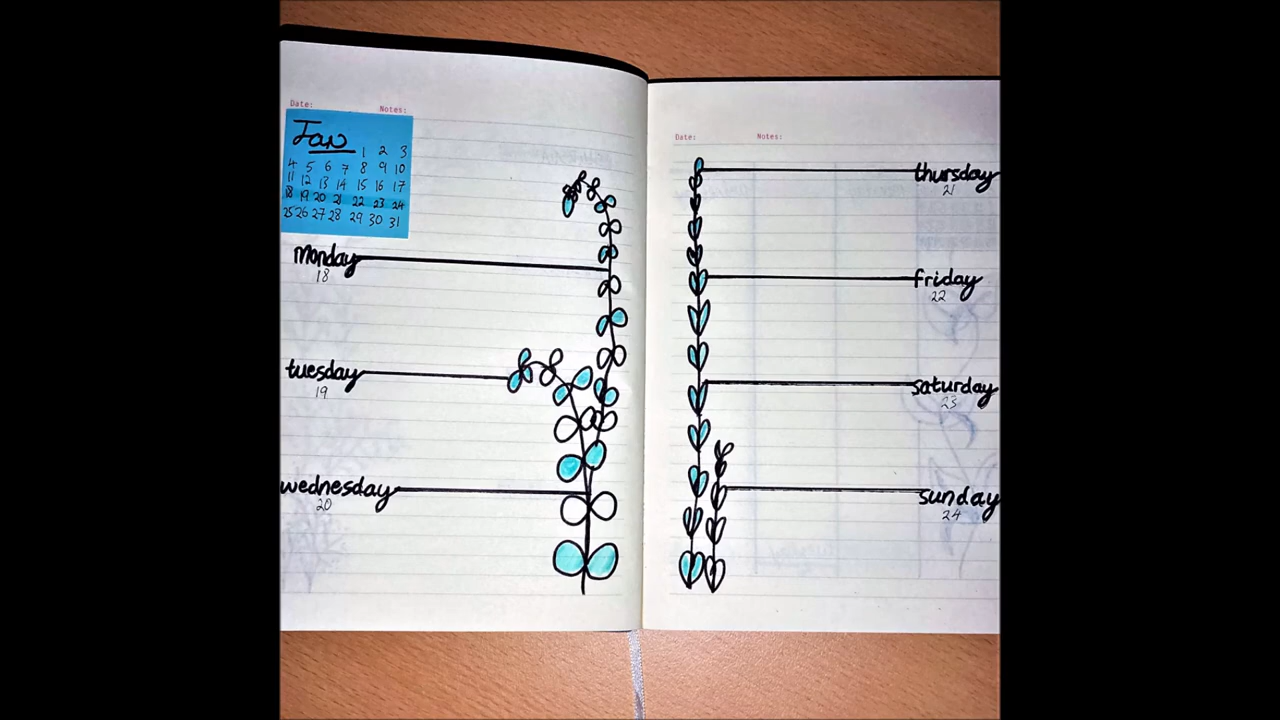 Date: Notes:
Jan
1 2 3
4 5 6 7 8 9 10
11 12 13 14 15 16 17
18 19 20 21 22 23 24
25 26 27 28 29 30 31
monday
18
tuesday
19
wednesday
20
Date: Notes:
thursday
21
friday
22
saturday
23
sunday
24